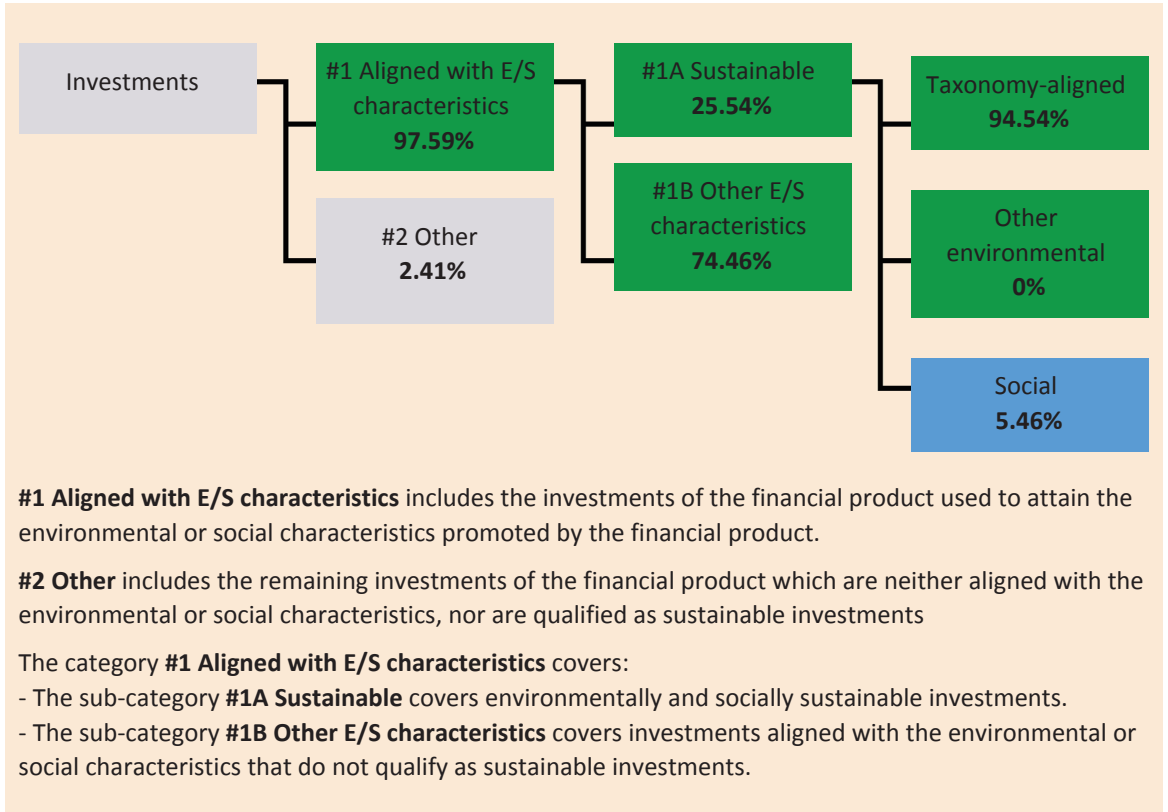 Investments
#1 Aligned with E/S
characteristics
97.59%
#2 Other
2.41%
#1A Sustainable
25.54%
#1B Other E/S
characteristics
74.46%
Taxonomy-aligned
94.54%
Other
environmental
0%
Social
5.46%
#1 Aligned with E/S characteristics includes the investments of the financial product used to attain the
environmental or social characteristics promoted by the financial product.
#2 Other includes the remaining investments of the financial product which are neither aligned with the
environmental or social characteristics, nor are qualified as sustainable investments
The category #1 Aligned with E/S characteristics covers:
- The sub-category #1A Sustainable covers environmentally and socially sustainable investments.
- The sub-category #1B Other E/S characteristics covers investments aligned with the environmental or
social characteristics that do not qualify as sustainable investments.